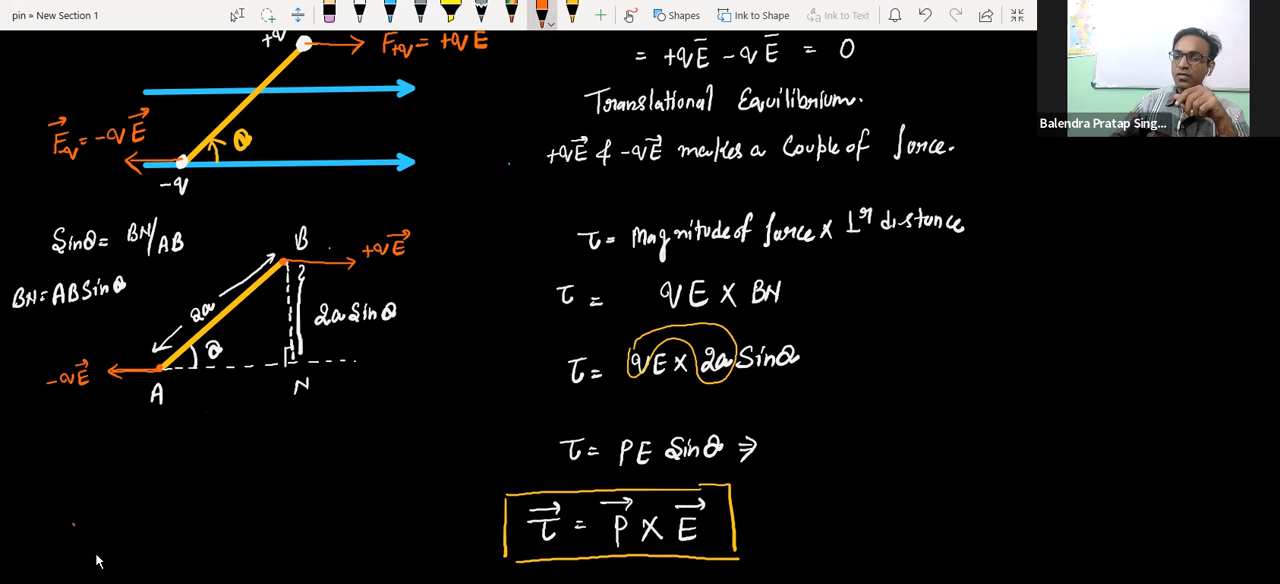 pin » New Section 1
Shapes
Ink to Shape
Ink to Text
Balendra Pratap Sing...
+q
F+q = +qE
F⃗-q = -qE⃗
θ
-q
Sinθ = BN/AB
BN = AB Sinθ
B
+qE⃗
2a
2a Sinθ
θ
-qE⃗
A
N
= +qE⃗ - qE⃗ = 0
Translational Equilibrium.
+qE⃗ & -qE⃗ makes a Couple of force.
τ = Magnitude of force × ⊥r distance
τ = qE × BN
τ = qE × 2a Sinθ
τ = PE Sinθ ⇒
τ⃗ = P⃗ × E⃗